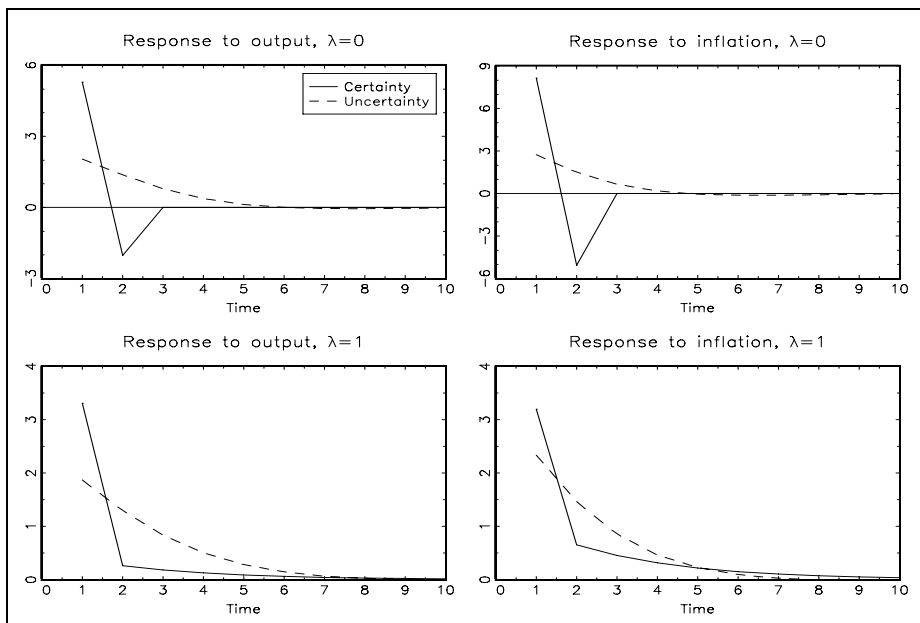 Response to output, λ=0
6
3
0
−3
Certainty
Uncertainty
0 1 2 3 4 5 6 7 8 9 10
Time
Response to inflation, λ=0
9
6
3
0
−3
−6
0 1 2 3 4 5 6 7 8 9 10
Time
Response to output, λ=1
4
3
2
1
0
0 1 2 3 4 5 6 7 8 9 10
Time
Response to inflation, λ=1
4
3
2
1
0
0 1 2 3 4 5 6 7 8 9 10
Time